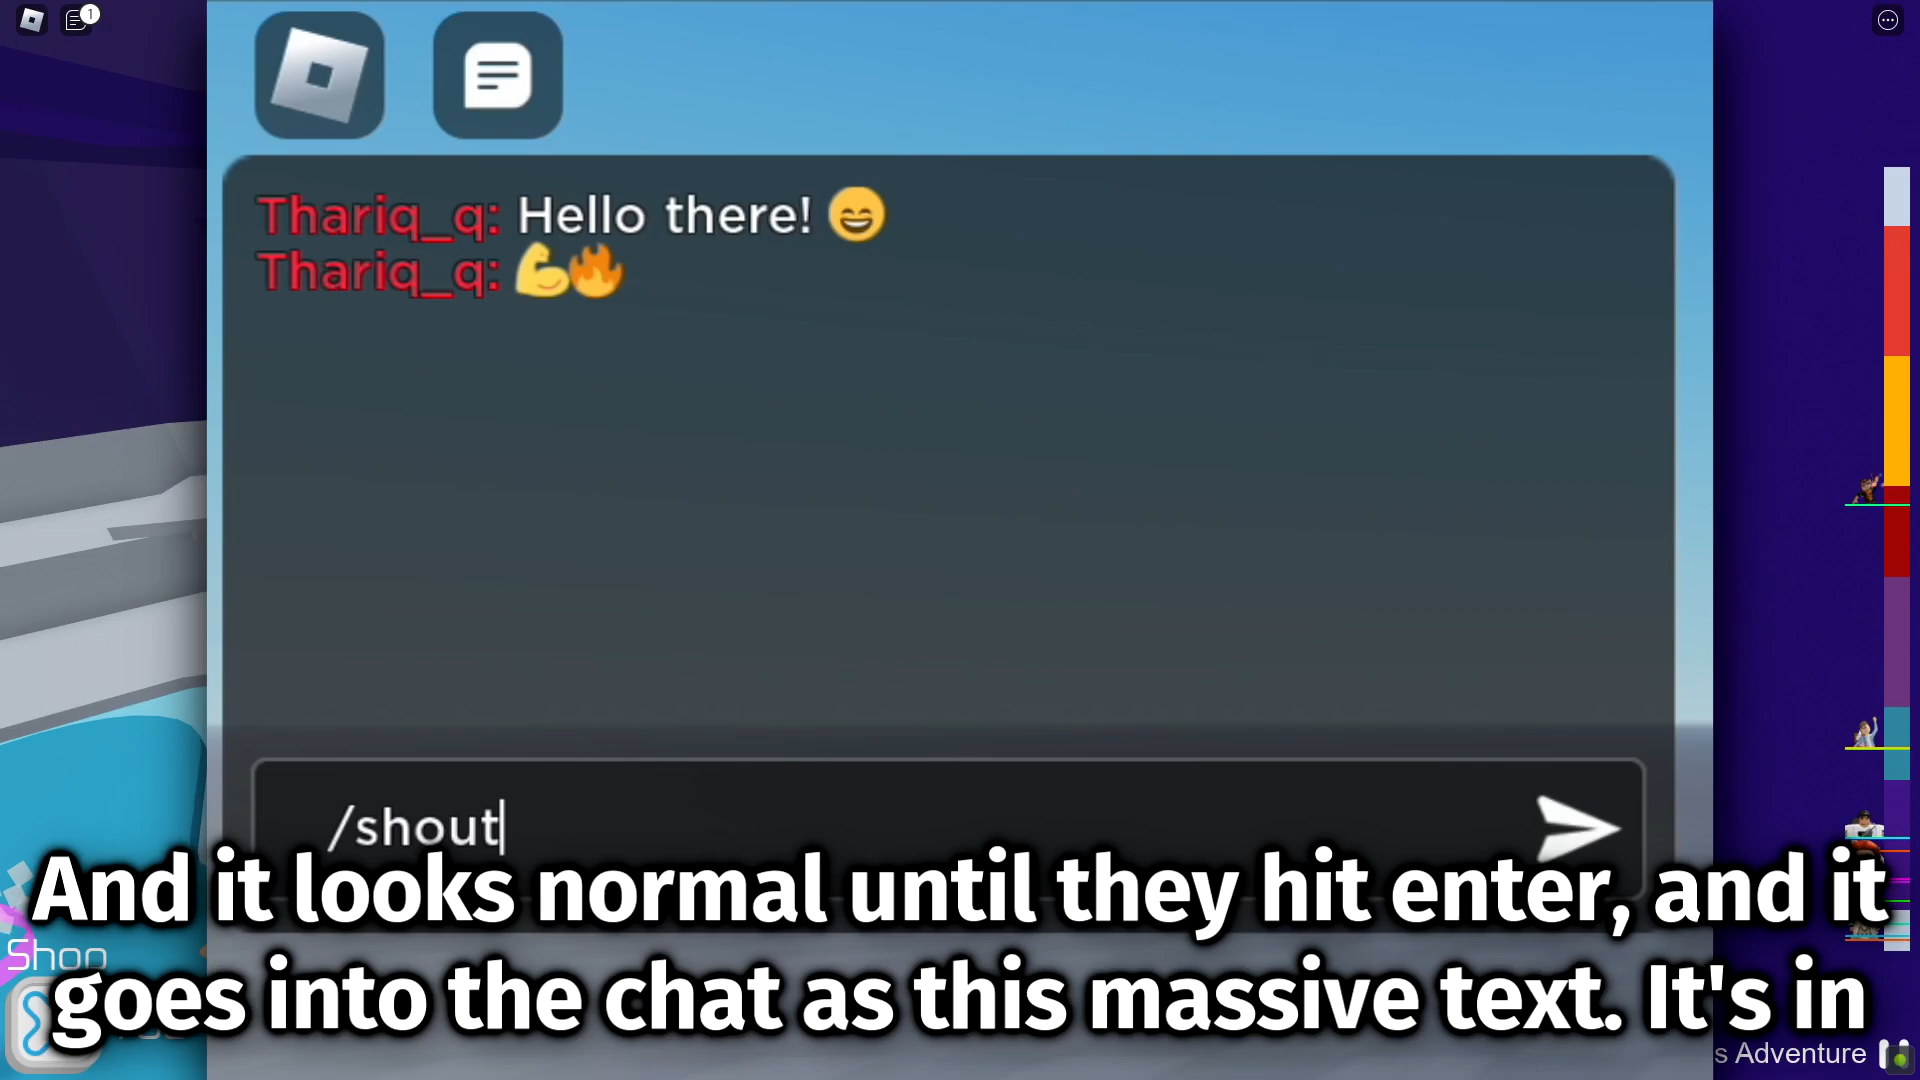 1
Thariq_q: Hello there! 😄
Thariq_q: 💪🔥
/shout
And it looks normal until they hit enter, and it
goes into the chat as this massive text. It's in
Shop
s Adventure